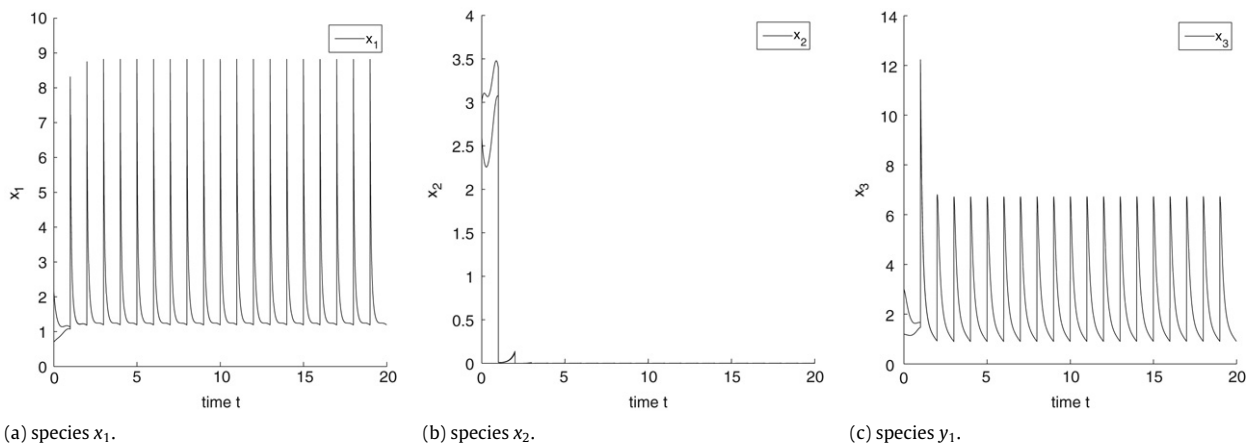 10
9
8
7
6
5
4
3
2
1
0
x₁
x₁
0 5 10 15 20
time t
(a) species x₁.
4
3.5
3
2.5
2
1.5
1
0.5
0
x₂
x₂
0 5 10 15 20
time t
(b) species x₂.
14
12
10
8
6
4
2
0
x₃
x₃
0 5 10 15 20
time t
(c) species y₁.